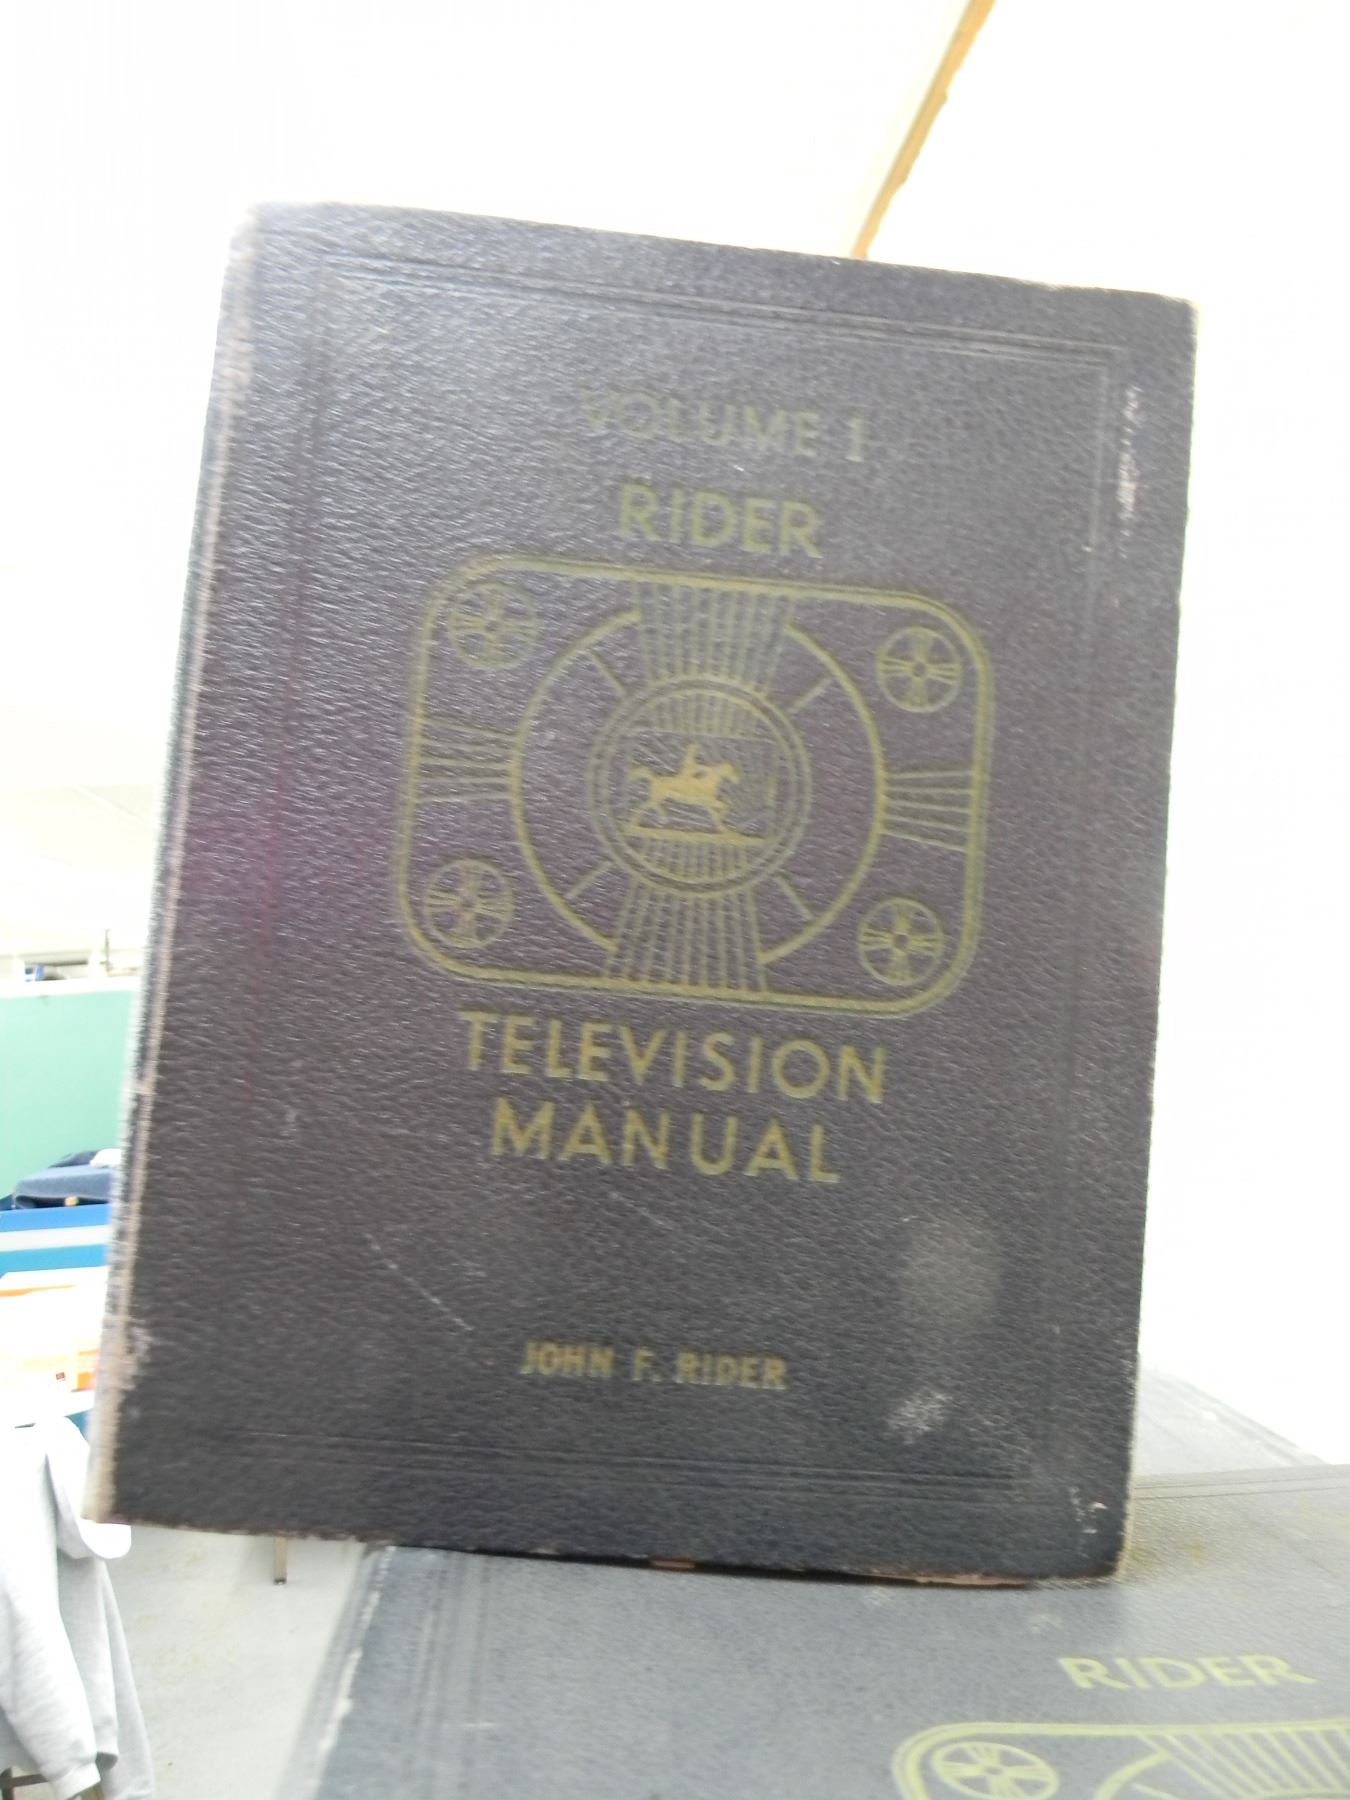 VOLUME 1
RIDER
TELEVISION
MANUAL
JOHN F. RIDER
RIDER